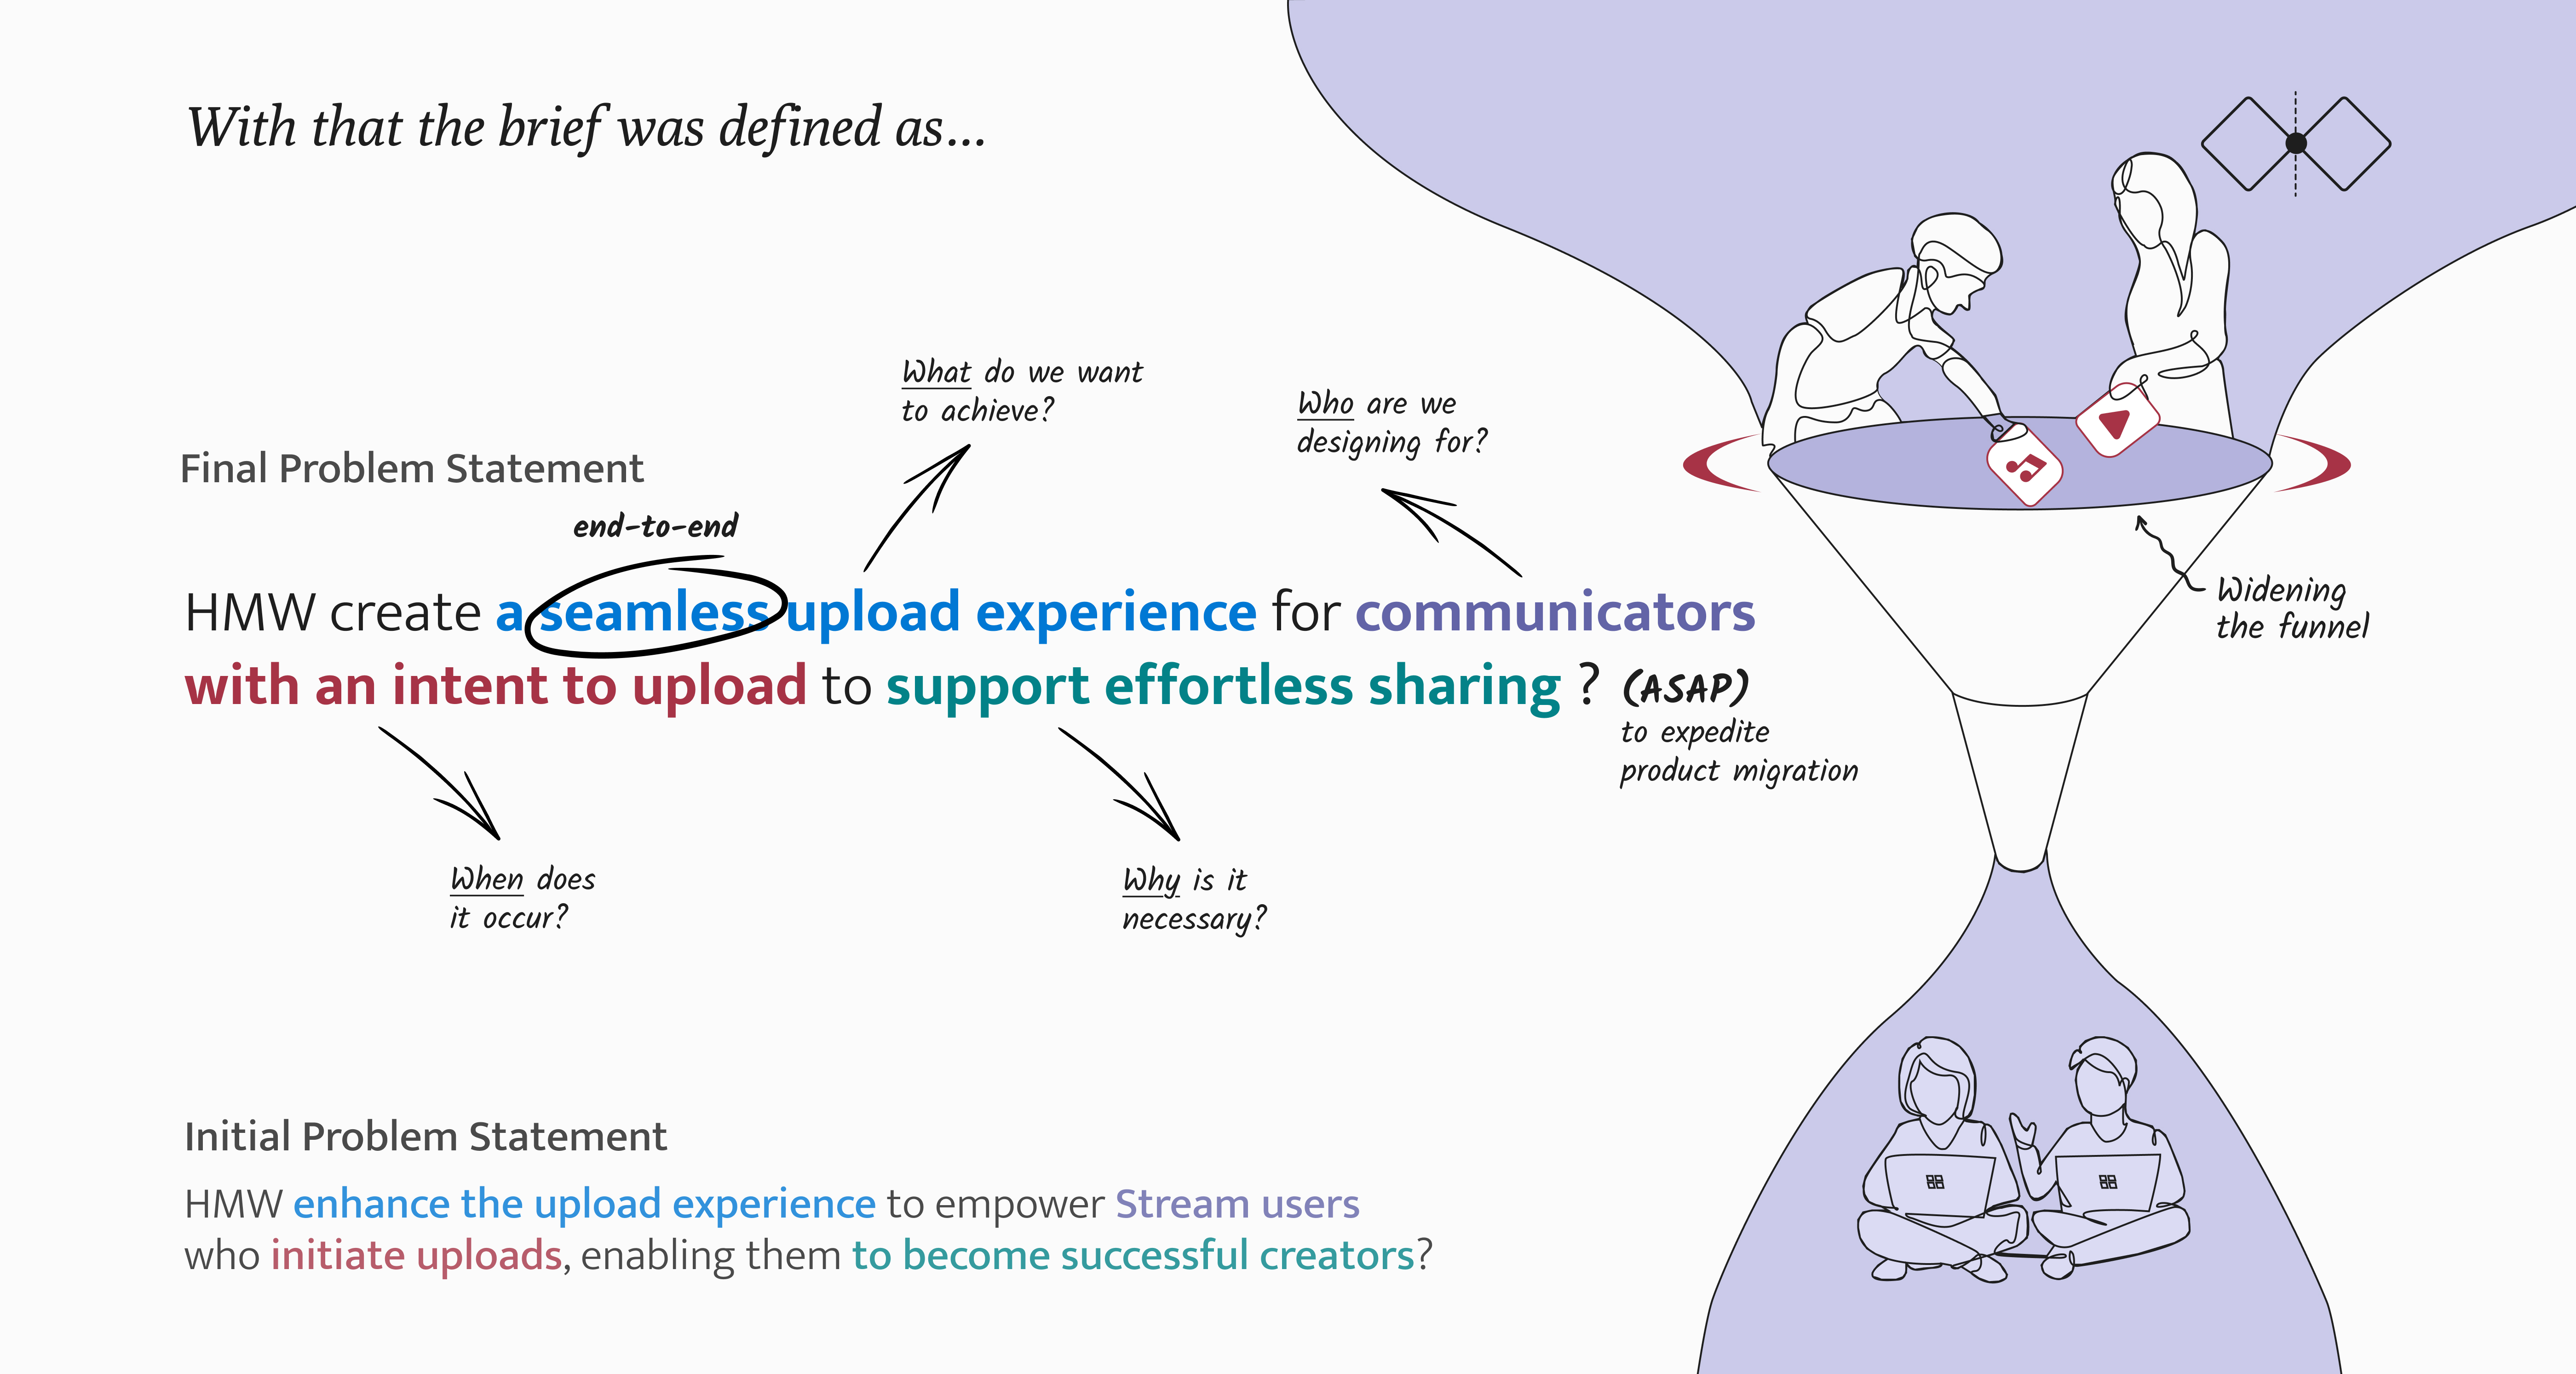 With that the brief was defined as...
What do we want
to achieve?
Who are we
designing for?
Final Problem Statement
end-to-end
HMW create a seamless upload experience for communicators
with an intent to upload to support effortless sharing ? (ASAP)
to expedite
product migration
Widening
the funnel
When does
it occur?
Why is it
necessary?
Initial Problem Statement
HMW enhance the upload experience to empower Stream users
who initiate uploads, enabling them to become successful creators?